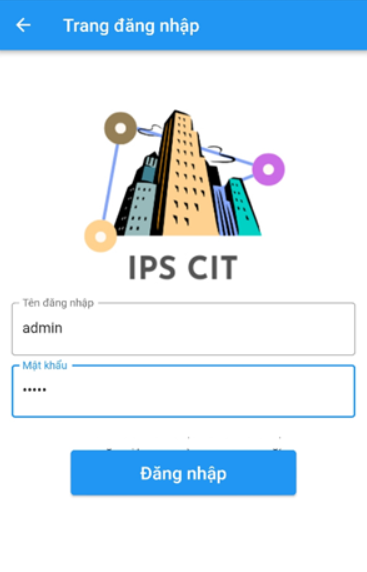 Trang đăng nhập
IPS CIT
Tên đăng nhập
admin
Mật khẩu
•••••
Đăng nhập